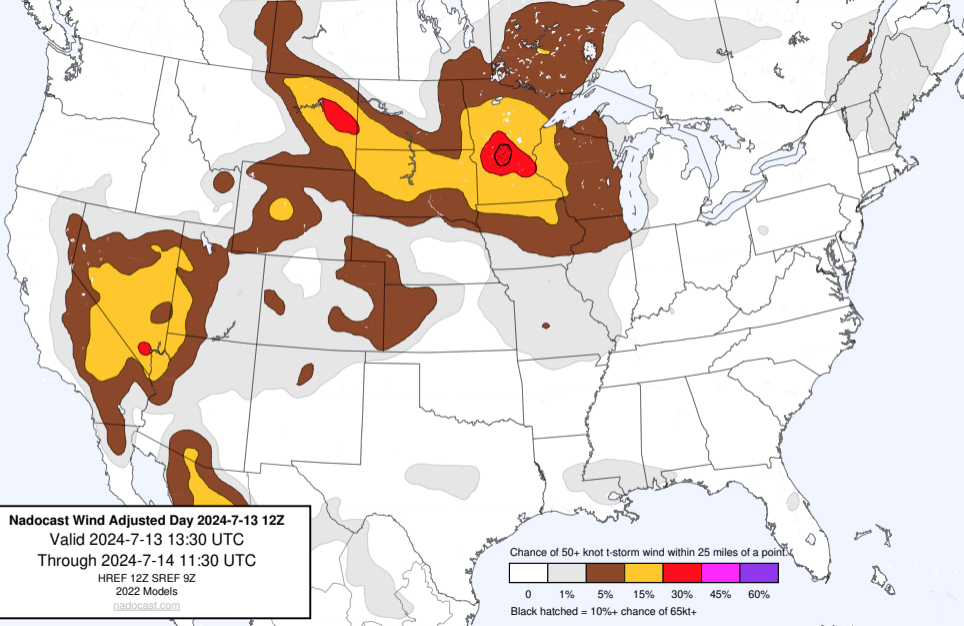 Nadocast Wind Adjusted Day 2024-7-13 12Z
Valid 2024-7-13 13:30 UTC
Through 2024-7-14 11:30 UTC
HREF 12Z SREF 9Z
2022 Models
nadocast.com
Chance of 50+ knot t-storm wind within 25 miles of a point.
0 1% 5% 15% 30% 45% 60%
Black hatched = 10%+ chance of 65kt+